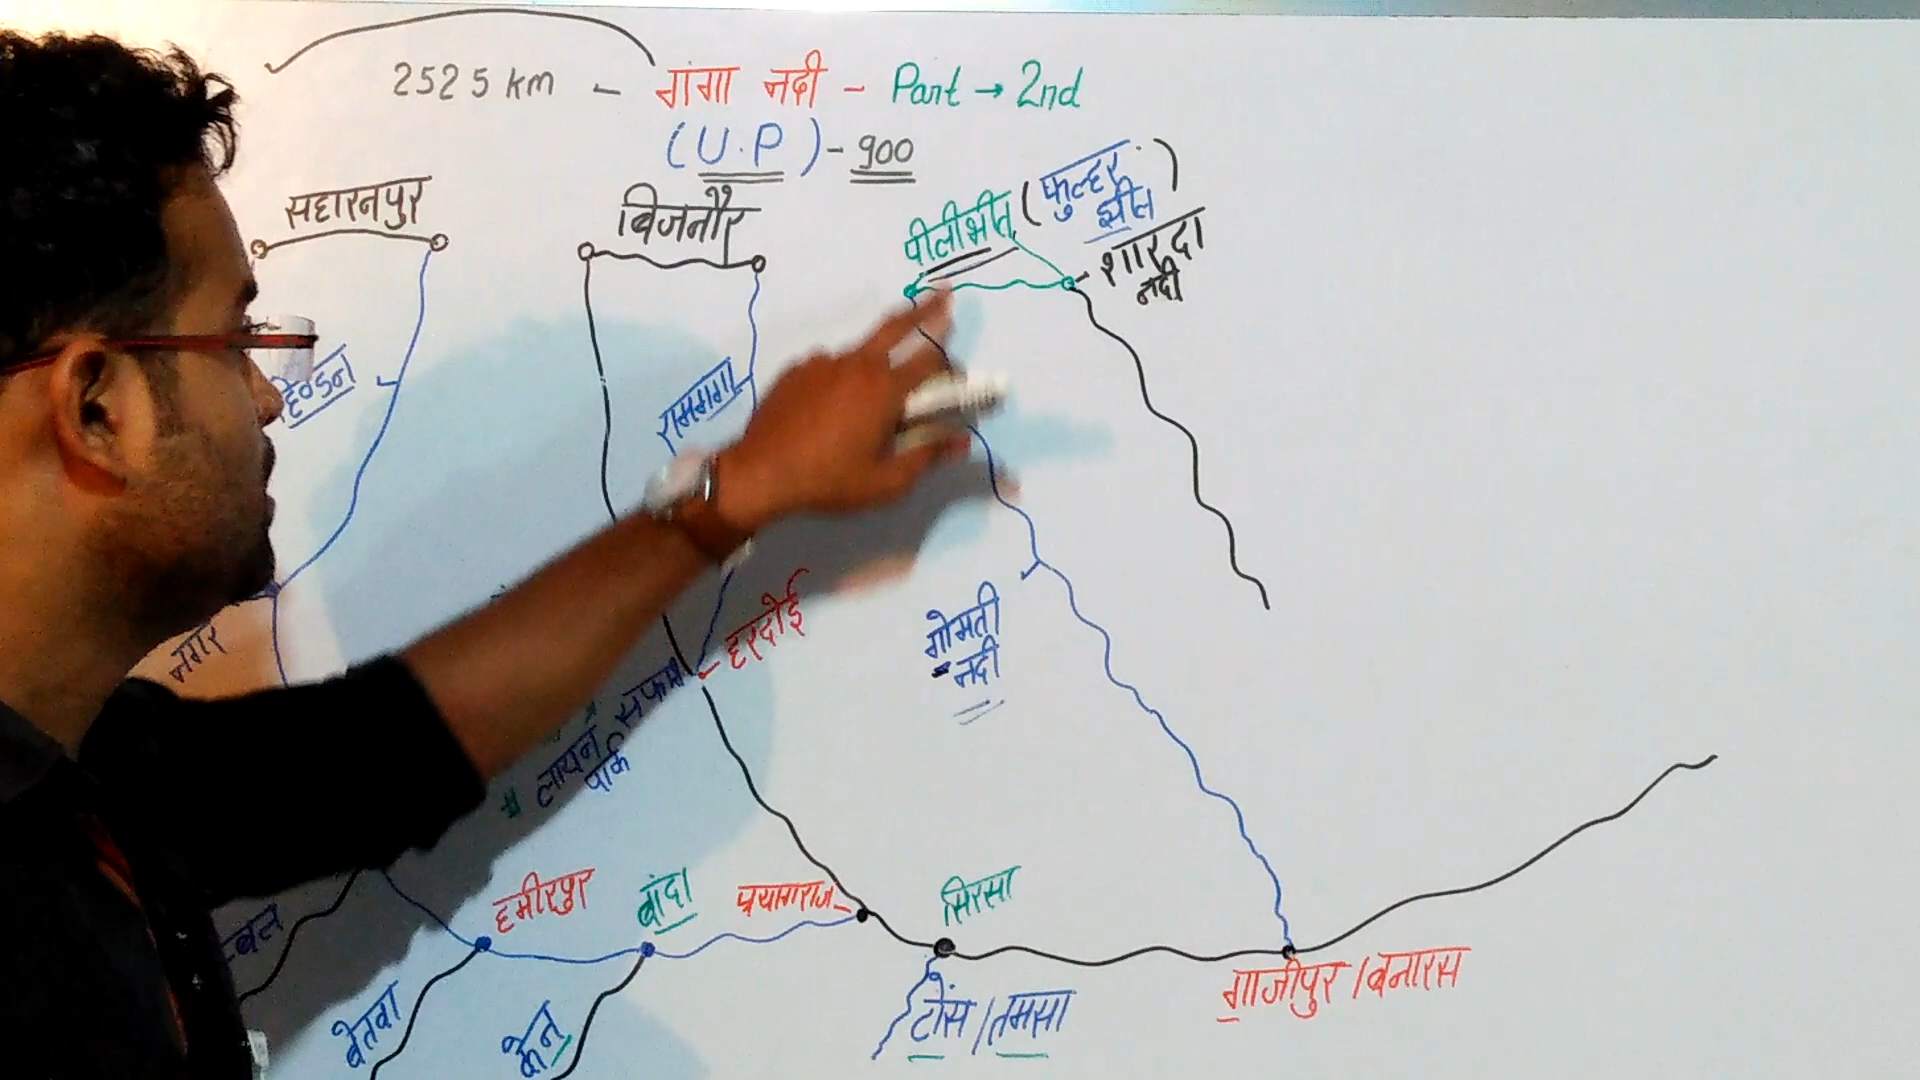 2525 km - गंगा नदी - Part → 2nd
(U.P) - 900
सहारनपुर
बिजनौर
पीलीभीत (फुल्हर झील)
शारदा
नदी
हिण्डन
रामगंगा
गोमती
नदी
हरदोई
नगर
# लायन सफारी
पार्क
हमीरपुर
बांदा
प्रयागराज
सिरसा
बेतवा
केन
टोंस / तमसा
गाजीपुर / बनारस